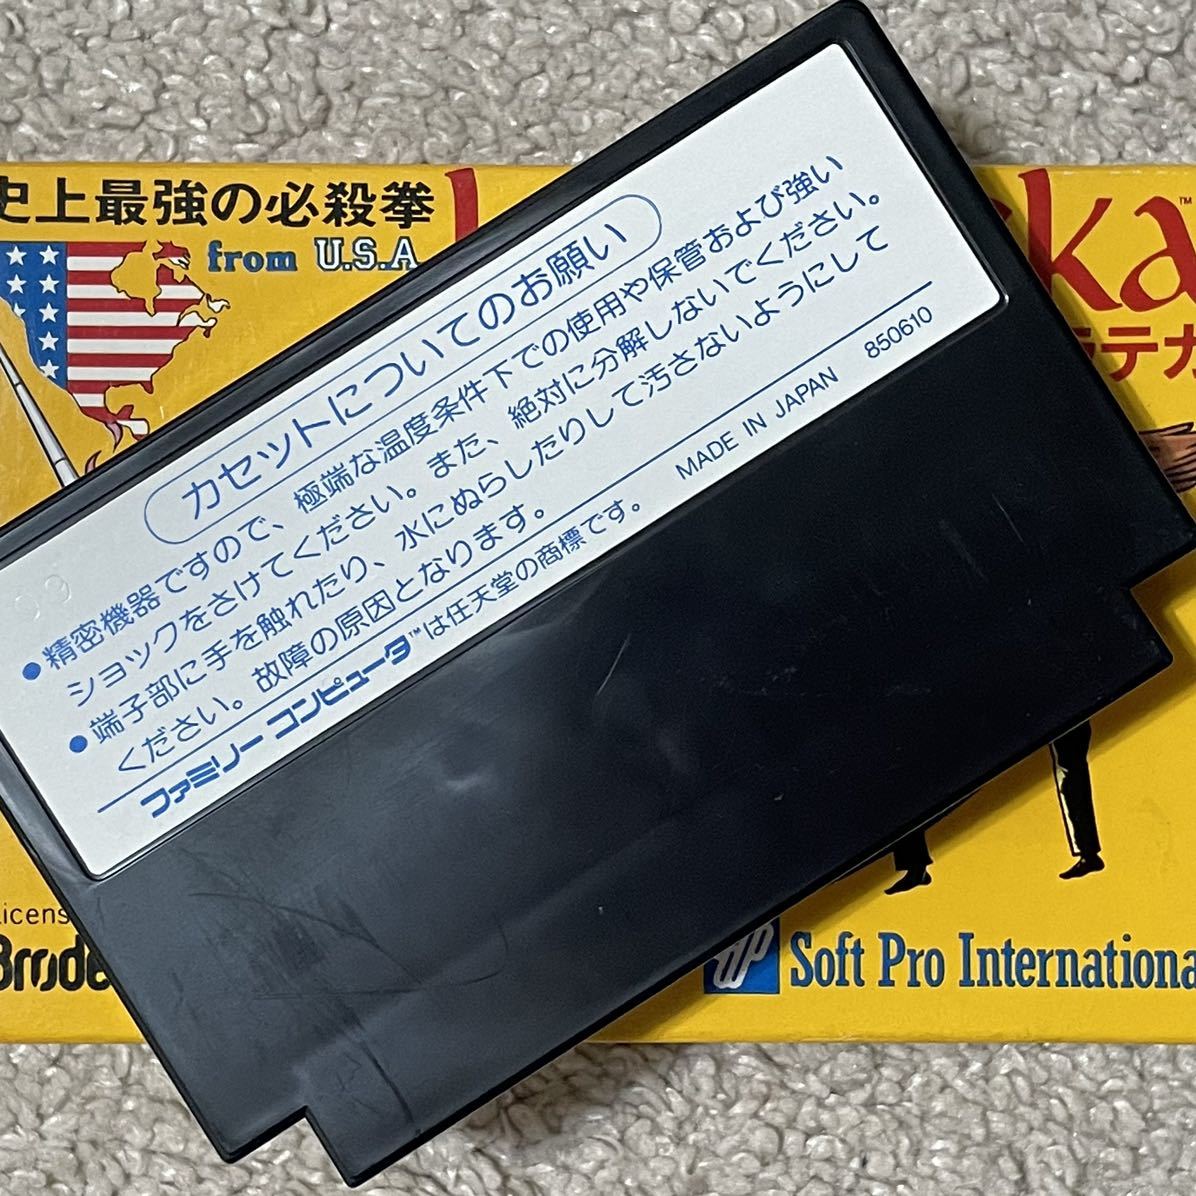 史上最強の必殺拳
from U.S.A
ka™
ラテカ
カセットについてのお願い
●精密機器ですので、極端な温度条件下での使用や保管および強い
ショックをさけてください。また、絶対に分解しないでください。
●端子部に手を触れたり、水にぬらしたりして汚さないようにして
ください。故障の原因となります。
MADE IN JAPAN 850610
ファミリーコンピュータ™は任天堂の商標です。
icens
Brøde
Soft Pro Internationa